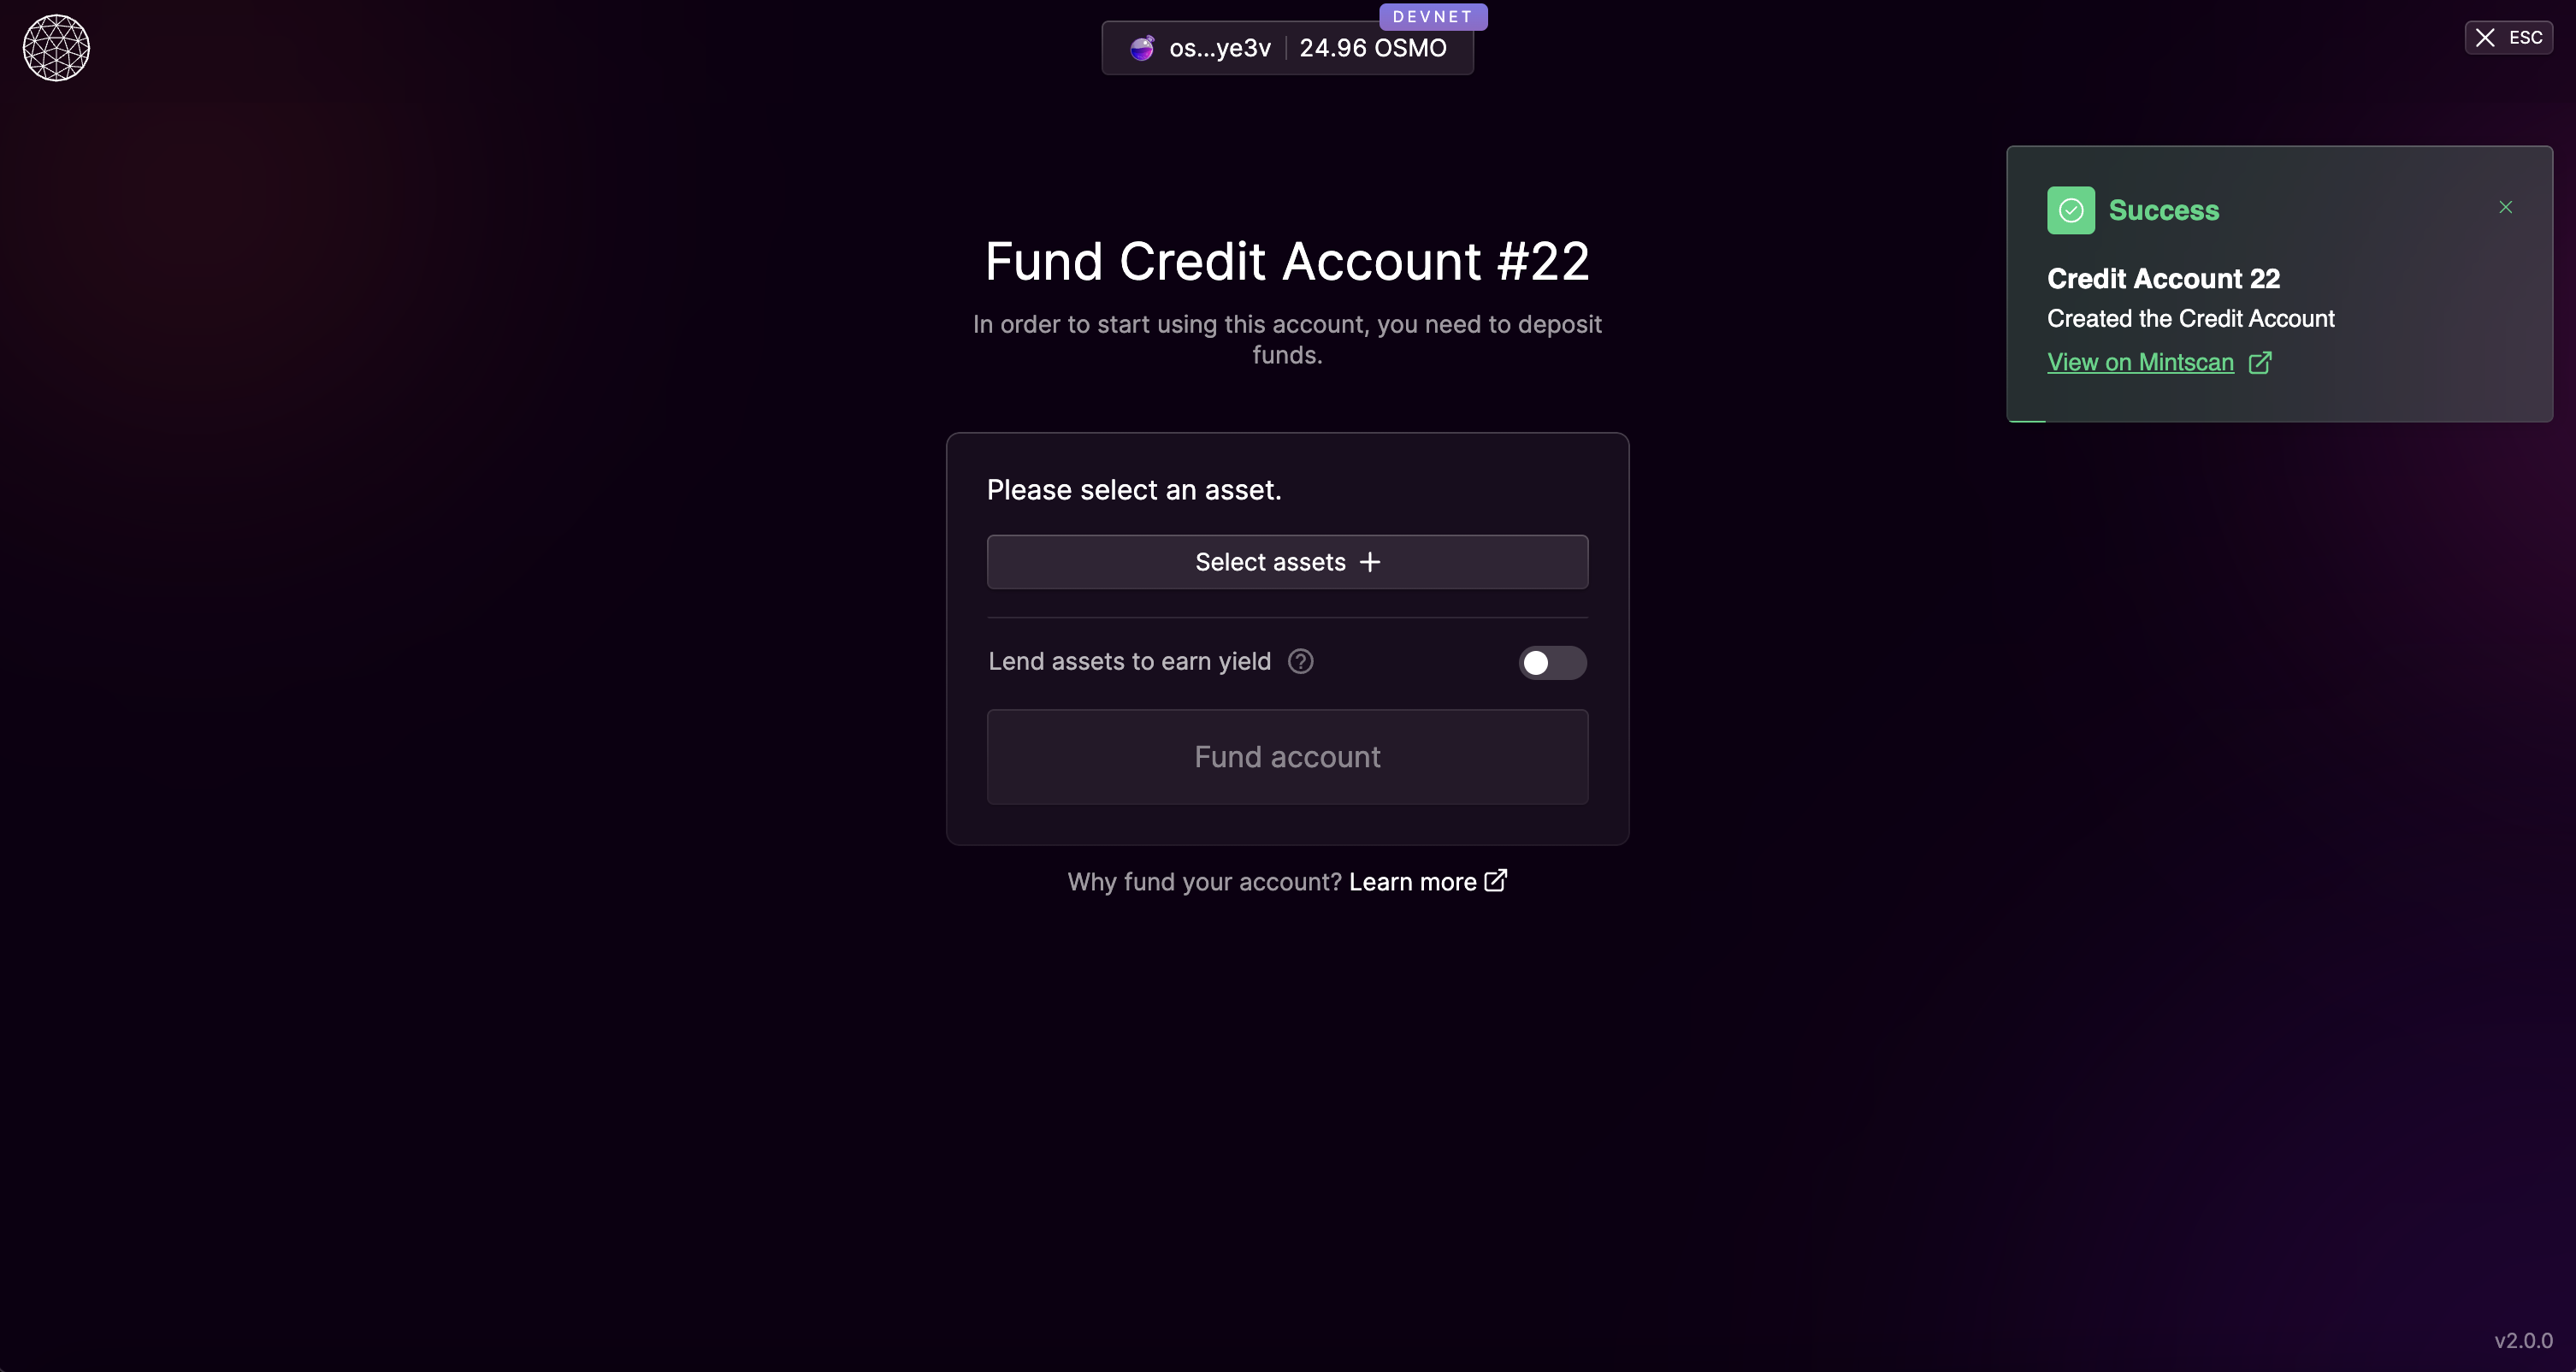 DEVNET
os...ye3v | 24.96 OSMO
ESC
Success
Credit Account 22
Created the Credit Account
View on Mintscan
Fund Credit Account #22
In order to start using this account, you need to deposit
funds.
Please select an asset.
Select assets +
Lend assets to earn yield ?
Fund account
Why fund your account? Learn more
v2.0.0